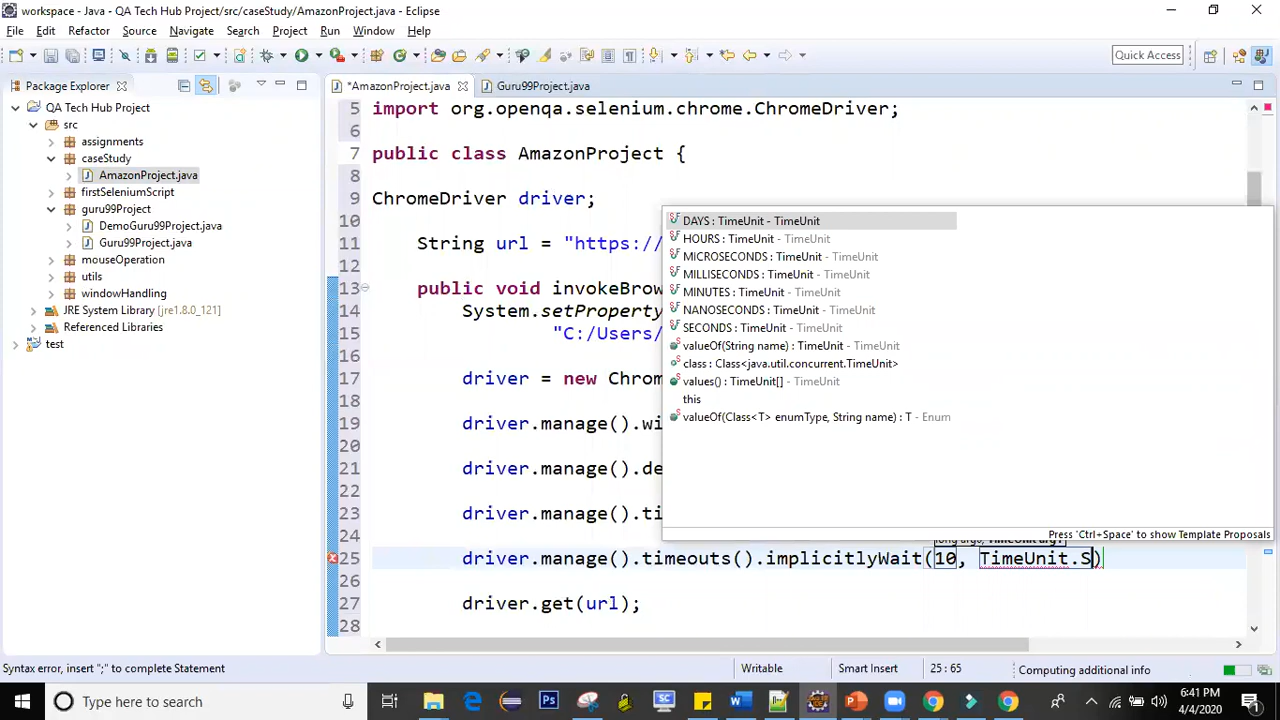 workspace - Java - QA Tech Hub Project/src/caseStudy/AmazonProject.java - Eclipse
File Edit Refactor Source Navigate Search Project Run Window Help
Quick Access
Package Explorer
*AmazonProject.java Guru99Project.java
QA Tech Hub Project
src
assignments
caseStudy
AmazonProject.java
firstSeleniumScript
guru99Project
DemoGuru99Project.java
Guru99Project.java
mouseOperation
utils
windowHandling
JRE System Library [jre1.8.0_121]
Referenced Libraries
test
5 import org.openqa.selenium.chrome.ChromeDriver;
6
7 public class AmazonProject {
8
9 ChromeDriver driver;
10
11 String url = "https://
12
13 public void invokeBrow
14 System.setProperty
15 "C:/Users/
16
17 driver = new Chrom
18
19 driver.manage().wi
20
21 driver.manage().de
22
23 driver.manage().ti
24
25 driver.manage().timeouts().implicitlyWait(10, TimeUnit.S)
26
27 driver.get(url);
28
DAYS : TimeUnit - TimeUnit
HOURS : TimeUnit - TimeUnit
MICROSECONDS : TimeUnit - TimeUnit
MILLISECONDS : TimeUnit - TimeUnit
MINUTES : TimeUnit - TimeUnit
NANOSECONDS : TimeUnit - TimeUnit
SECONDS : TimeUnit - TimeUnit
valueOf(String name) : TimeUnit - TimeUnit
class : Class<java.util.concurrent.TimeUnit>
values() : TimeUnit[] - TimeUnit
this
valueOf(Class<T> enumType, String name) : T - Enum
Press 'Ctrl+Space' to show Template Proposals
Syntax error, insert ";" to complete Statement
Writable
Smart Insert
25 : 65
Computing additional info
Type here to search
6:41 PM
4/4/2020